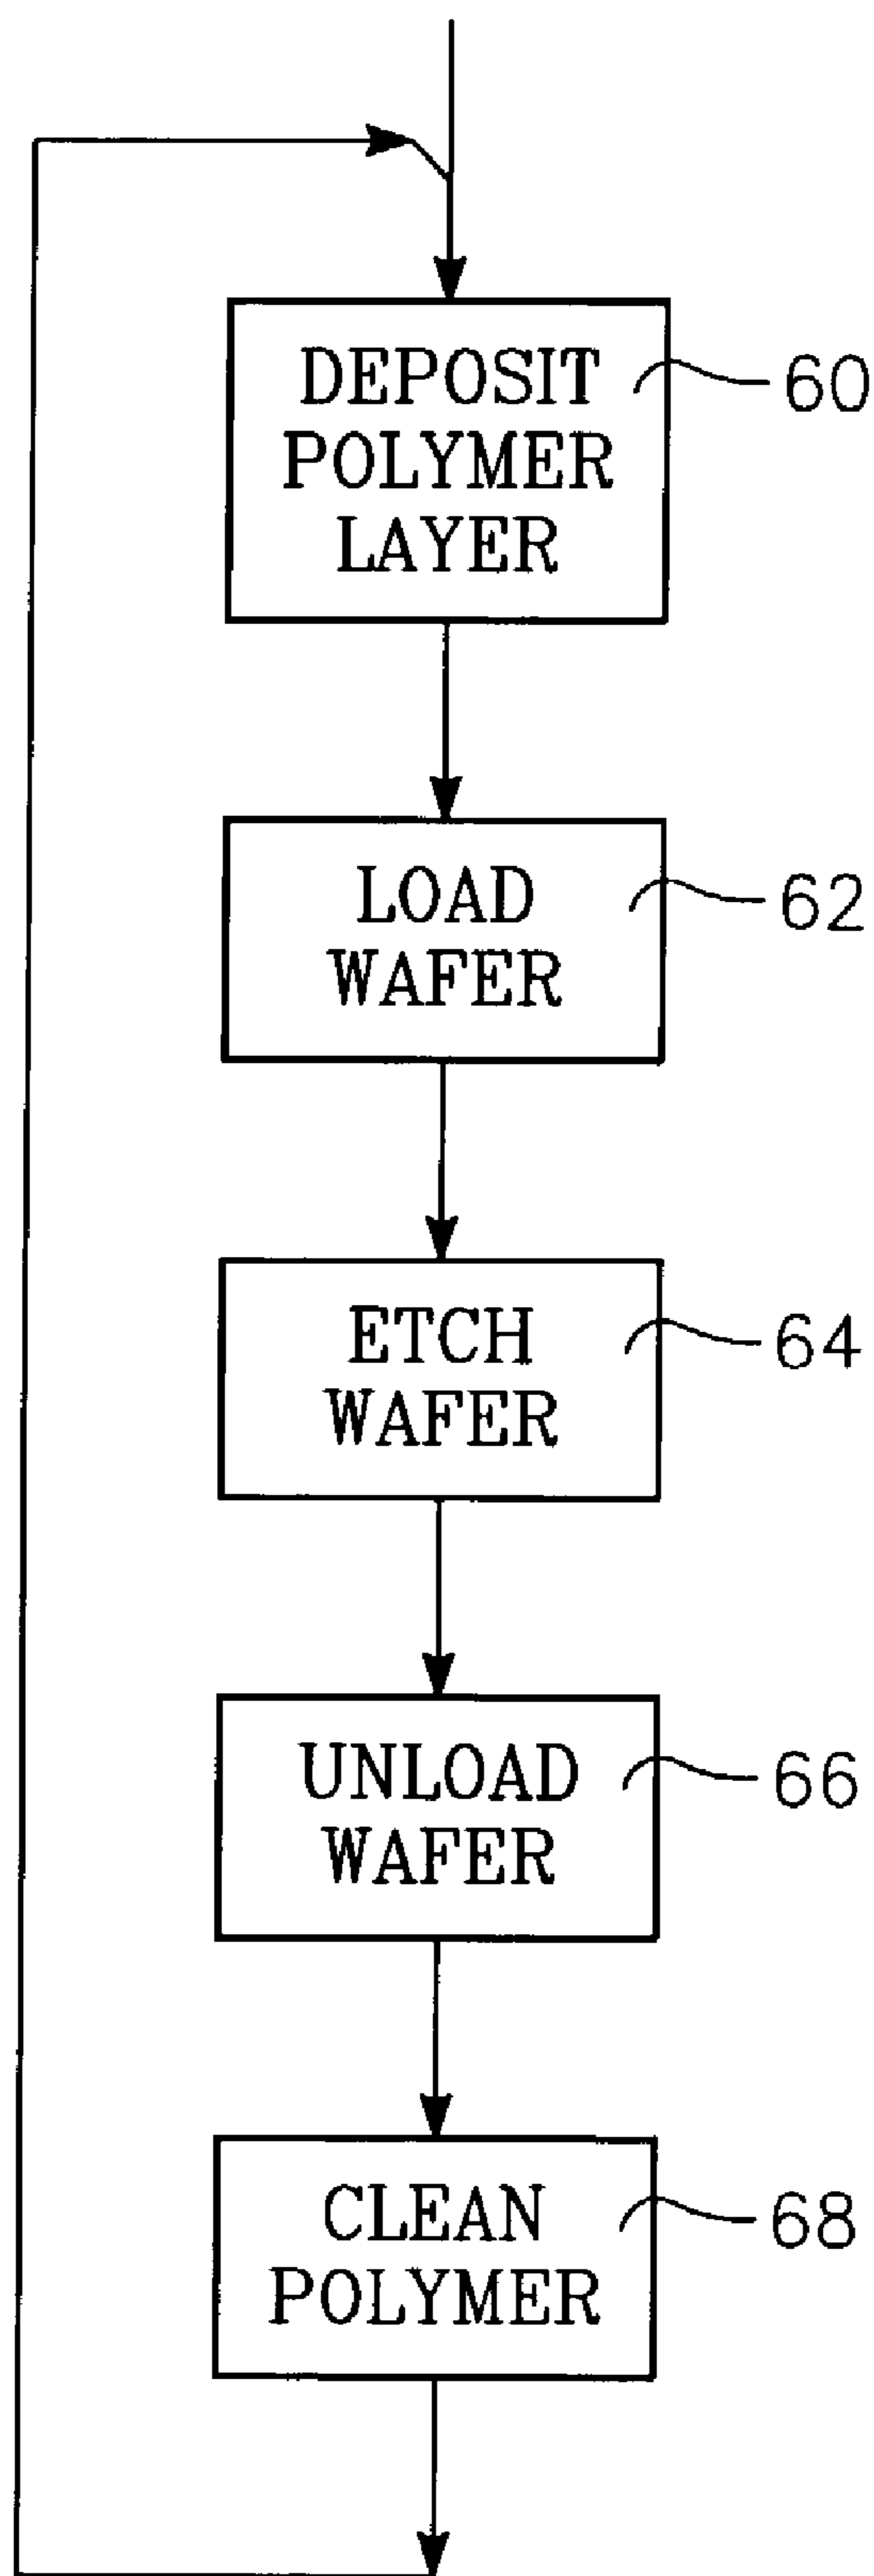 DEPOSIT
POLYMER
LAYER
60
LOAD
WAFER
62
ETCH
WAFER
64
UNLOAD
WAFER
66
CLEAN
POLYMER
68